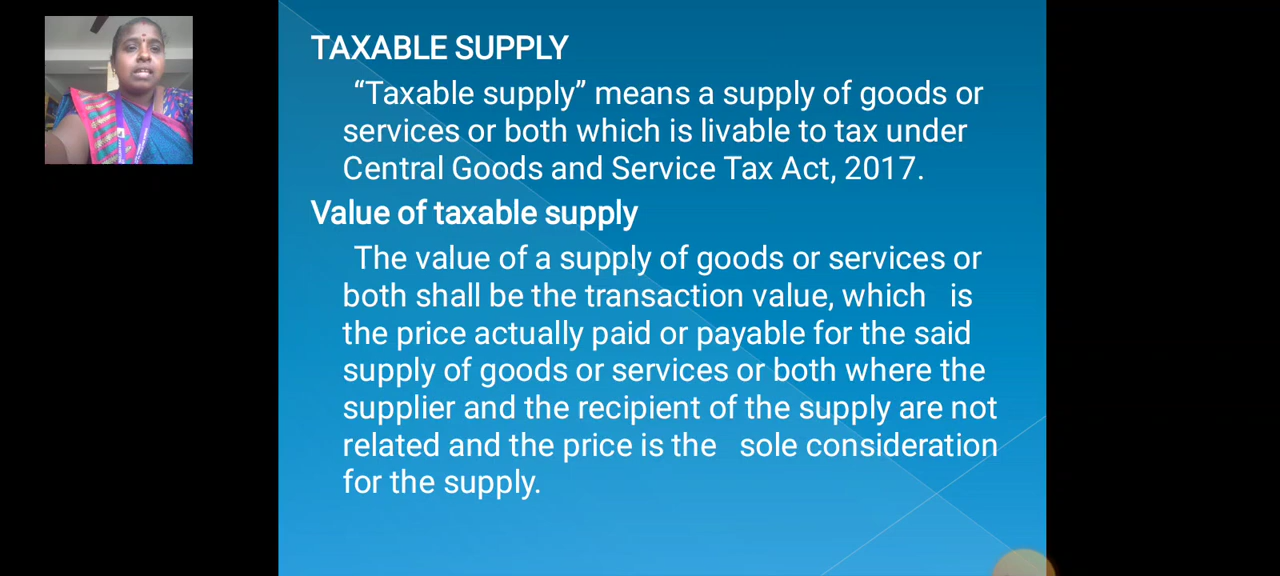 TAXABLE SUPPLY
“Taxable supply” means a supply of goods or
services or both which is livable to tax under
Central Goods and Service Tax Act, 2017.
Value of taxable supply
The value of a supply of goods or services or
both shall be the transaction value, which is
the price actually paid or payable for the said
supply of goods or services or both where the
supplier and the recipient of the supply are not
related and the price is the sole consideration
for the supply.